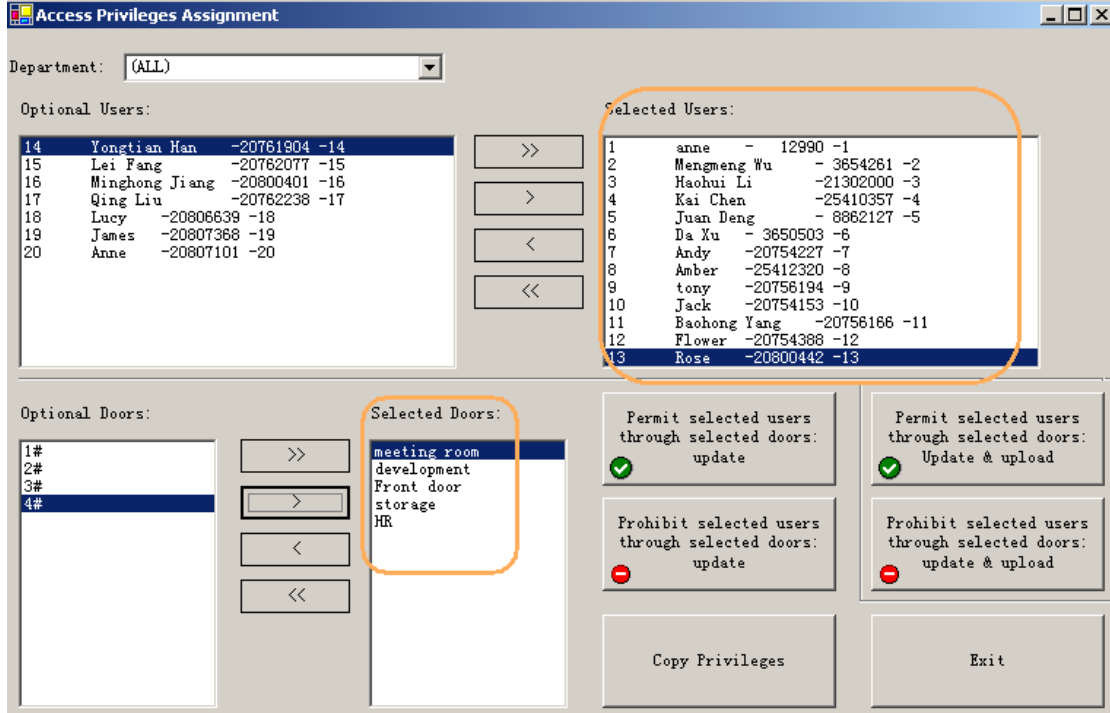 Access Privileges Assignment
Department: (ALL)
Optional Users:
14 Yongtian Han -20761904 -14
15 Lei Fang -20762077 -15
16 Minghong Jiang -20800401 -16
17 Qing Liu -20762238 -17
18 Lucy -20806639 -18
19 James -20807368 -19
20 Anne -20807101 -20
>>
>
<
<<
Selected Users:
1 anne - 12990 -1
2 Mengmeng Wu - 3654261 -2
3 Haohui Li -21302000 -3
4 Kai Chen -25410357 -4
5 Juan Deng - 8862127 -5
6 Da Xu - 3650503 -6
7 Andy -20754227 -7
8 Amber -25412320 -8
9 tony -20756194 -9
10 Jack -20754153 -10
11 Baohong Yang -20756166 -11
12 Flower -20754388 -12
13 Rose -20800442 -13
Optional Doors:
1#
2#
3#
4#
>>
>
<
<<
Selected Doors:
meeting room
development
Front door
storage
HR
Permit selected users
through selected doors:
update
Permit selected users
through selected doors:
Update & upload
Prohibit selected users
through selected doors:
update
Prohibit selected users
through selected doors:
update & upload
Copy Privileges
Exit